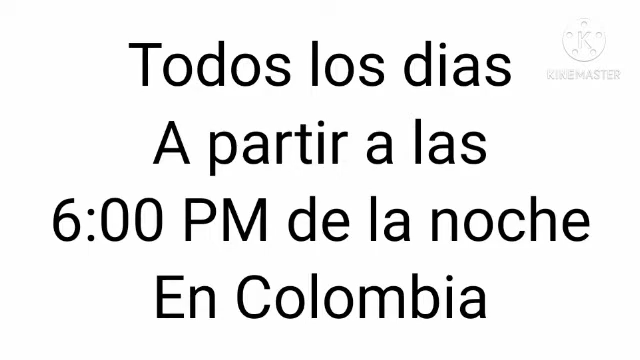 Todos los dias
A partir a las
6:00 PM de la noche
En Colombia
K
KINEMASTER